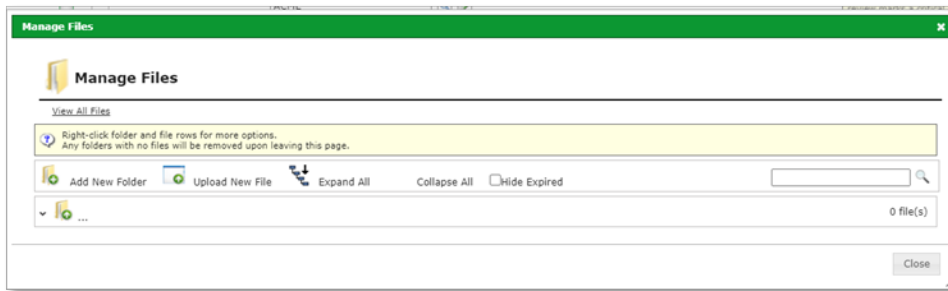 Manage Files
Manage Files
View All Files
Right-click folder and file rows for more options.
Any folders with no files will be removed upon leaving this page.
Add New Folder Upload New File Expand All Collapse All Hide Expired
... 0 file(s)
Close